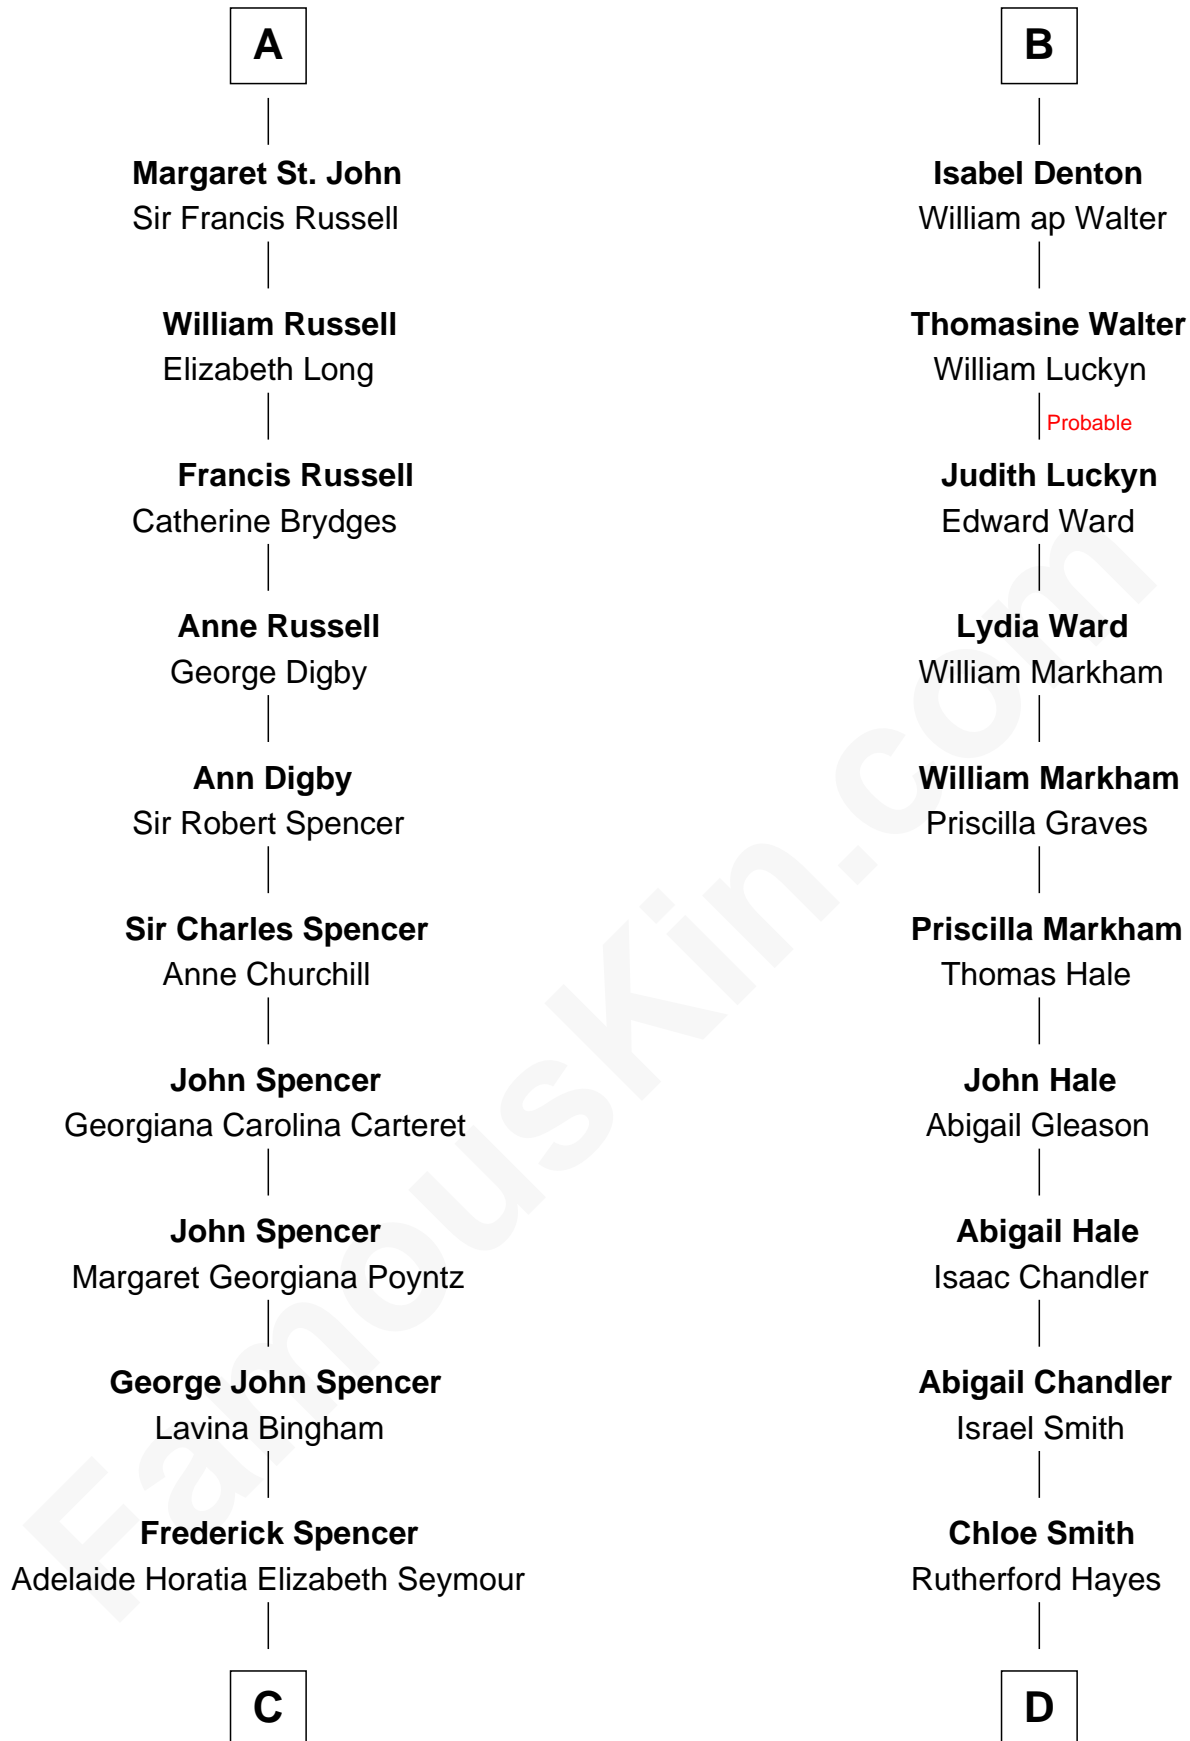 A
Margaret St. John
Sir Francis Russell
William Russell
Elizabeth Long
Francis Russell
Catherine Brydges
Anne Russell
George Digby
Ann Digby
Sir Robert Spencer
Sir Charles Spencer
Anne Churchill
John Spencer
Georgiana Carolina Carteret
John Spencer
Margaret Georgiana Poyntz
George John Spencer
Lavina Bingham
Frederick Spencer
Adelaide Horatia Elizabeth Seymour
C
B
Isabel Denton
William ap Walter
Thomasine Walter
William Luckyn
Probable
Judith Luckyn
Edward Ward
Lydia Ward
William Markham
William Markham
Priscilla Graves
Priscilla Markham
Thomas Hale
John Hale
Abigail Gleason
Abigail Hale
Isaac Chandler
Abigail Chandler
Israel Smith
Chloe Smith
Rutherford Hayes
D
FamousKin.com